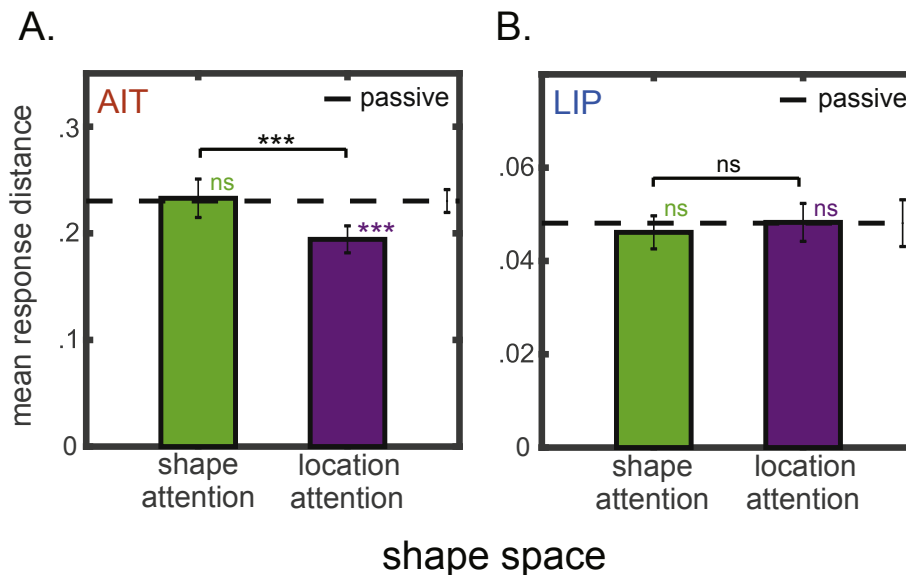 A.
AIT
passive
mean response distance
.3
.2
.1
0
***
ns
***
shape
attention
location
attention
B.
LIP
passive
.06
.04
.02
0
ns
ns
ns
shape
attention
location
attention
shape space